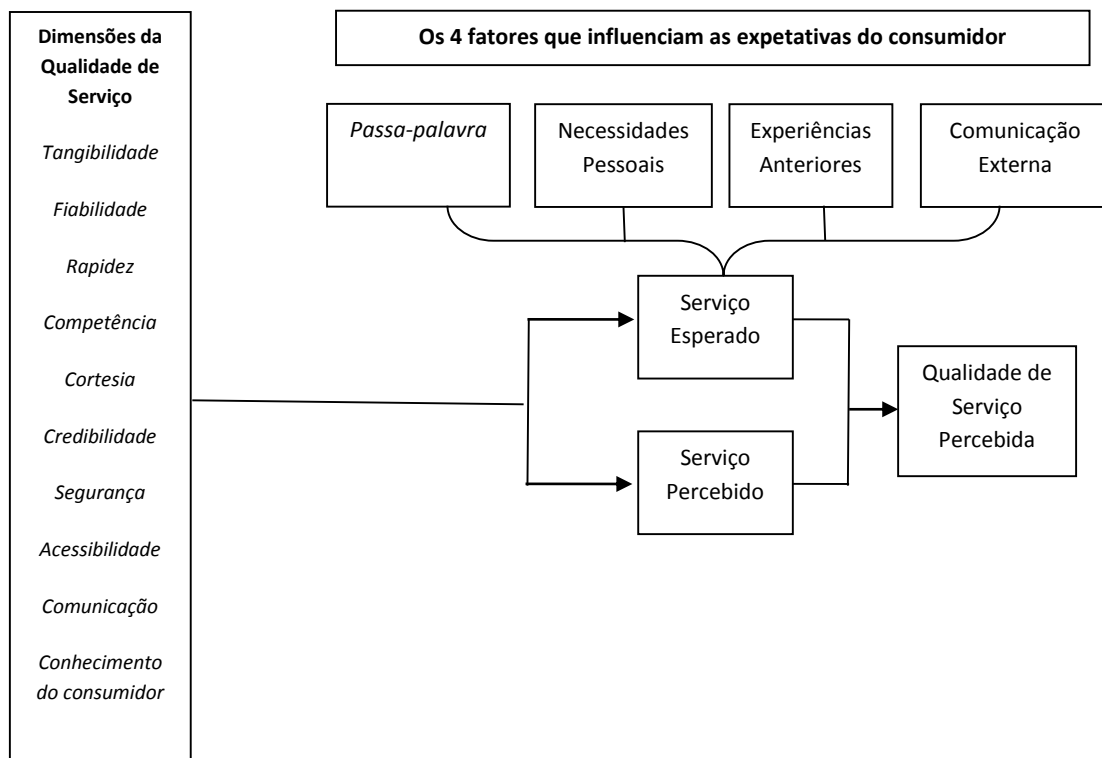 Dimensões da
Qualidade de
Serviço
Tangibilidade
Fiabilidade
Rapidez
Competência
Cortesia
Credibilidade
Segurança
Acessibilidade
Comunicação
Conhecimento
do consumidor
Os 4 fatores que influenciam as expetativas do consumidor
Passa-palavra
Necessidades
Pessoais
Experiências
Anteriores
Comunicação
Externa
Serviço
Esperado
Serviço
Percebido
Qualidade de
Serviço
Percebida